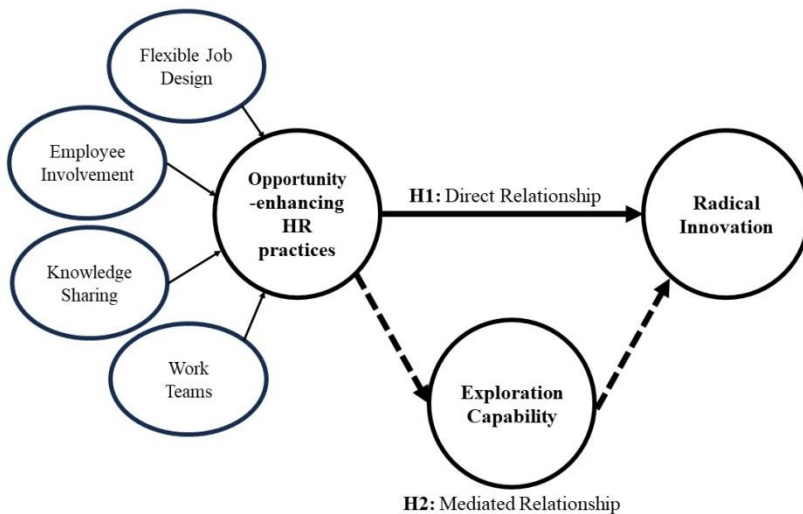 Flexible Job
Design
Employee
Involvement
Knowledge
Sharing
Work
Teams
Opportunity
-enhancing
HR
practices
H1: Direct Relationship
Radical
Innovation
Exploration
Capability
H2: Mediated Relationship